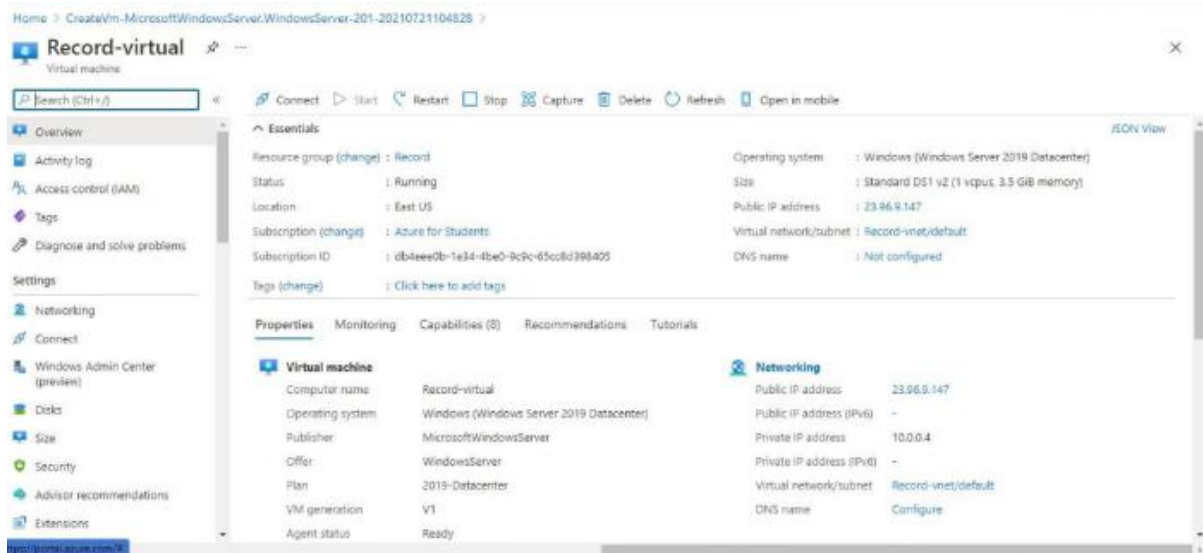 Home > CreateVm-MicrosoftWindowsServer.WindowsServer-201-20210721104828 >
Record-virtual
Virtual machine
Search (Ctrl+/)
Connect Start Restart Stop Capture Delete Refresh Open in mobile
Overview
Activity log
Access control (IAM)
Tags
Diagnose and solve problems
Settings
Networking
Connect
Windows Admin Center
(preview)
Disks
Size
Security
Advisor recommendations
Extensions
Essentials
JSON View
Resource group (change) : Record
Status : Running
Location : East US
Subscription (change) : Azure for Students
Subscription ID : db4eee0b-1e34-4be0-9c9c-65cc8d398405
Tags (change) : Click here to add tags
Operating system : Windows (Windows Server 2019 Datacenter)
Size : Standard DS1 v2 (1 vcpus, 3.5 GiB memory)
Public IP address : 23.96.9.147
Virtual network/subnet : Record-vnet/default
DNS name : Not configured
Properties Monitoring Capabilities (8) Recommendations Tutorials
Virtual machine
Computer name Record-virtual
Operating system Windows (Windows Server 2019 Datacenter)
Publisher MicrosoftWindowsServer
Offer WindowsServer
Plan 2019-Datacenter
VM generation V1
Agent status Ready
Networking
Public IP address 23.96.9.147
Public IP address (IPv6) -
Private IP address 10.0.0.4
Private IP address (IPv6) -
Virtual network/subnet Record-vnet/default
DNS name Configure